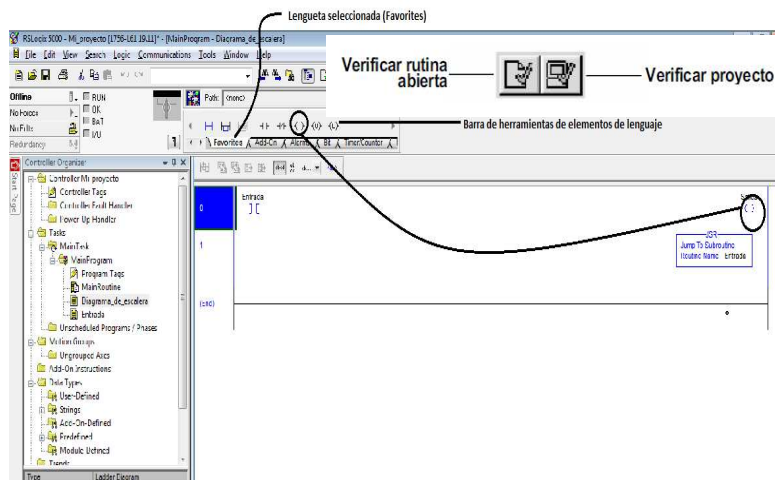 Lengueta seleccionada (Favorites)
RSLogix 5000 - Mi_proyecto [1756-L61 19.11]* - [MainProgram - Diagrama_de_escalera]
File Edit View Search Logic Communications Tools Window Help
Verificar rutina abierta
Verificar proyecto
Offline
RUN
Path: <none>
No Forces
OK
No Edits
BAT
I/O
Redundancy
Barra de herramientas de elementos de lenguaje
Favorites Add-On Alarms Bit Timer/Counter
Start Page
Controller Organizer
Controller Mi_proyecto
Controller Tags
Controller Fault Handler
Power Up Handler
Tasks
MainTask
MainProgram
Program Tags
MainRoutine
Diagrama_de_escalera
Entrada
Unscheduled Programs / Phases
Motion Groups
Ungrouped Axes
Add-On Instructions
Data Types
User-Defined
Strings
Add-On-Defined
Predefined
Module-Defined
Trends
Type Ladder Diagram
0
Entrada
1
JSR
Jump To Subroutine
Routine Name Entrada
(End)